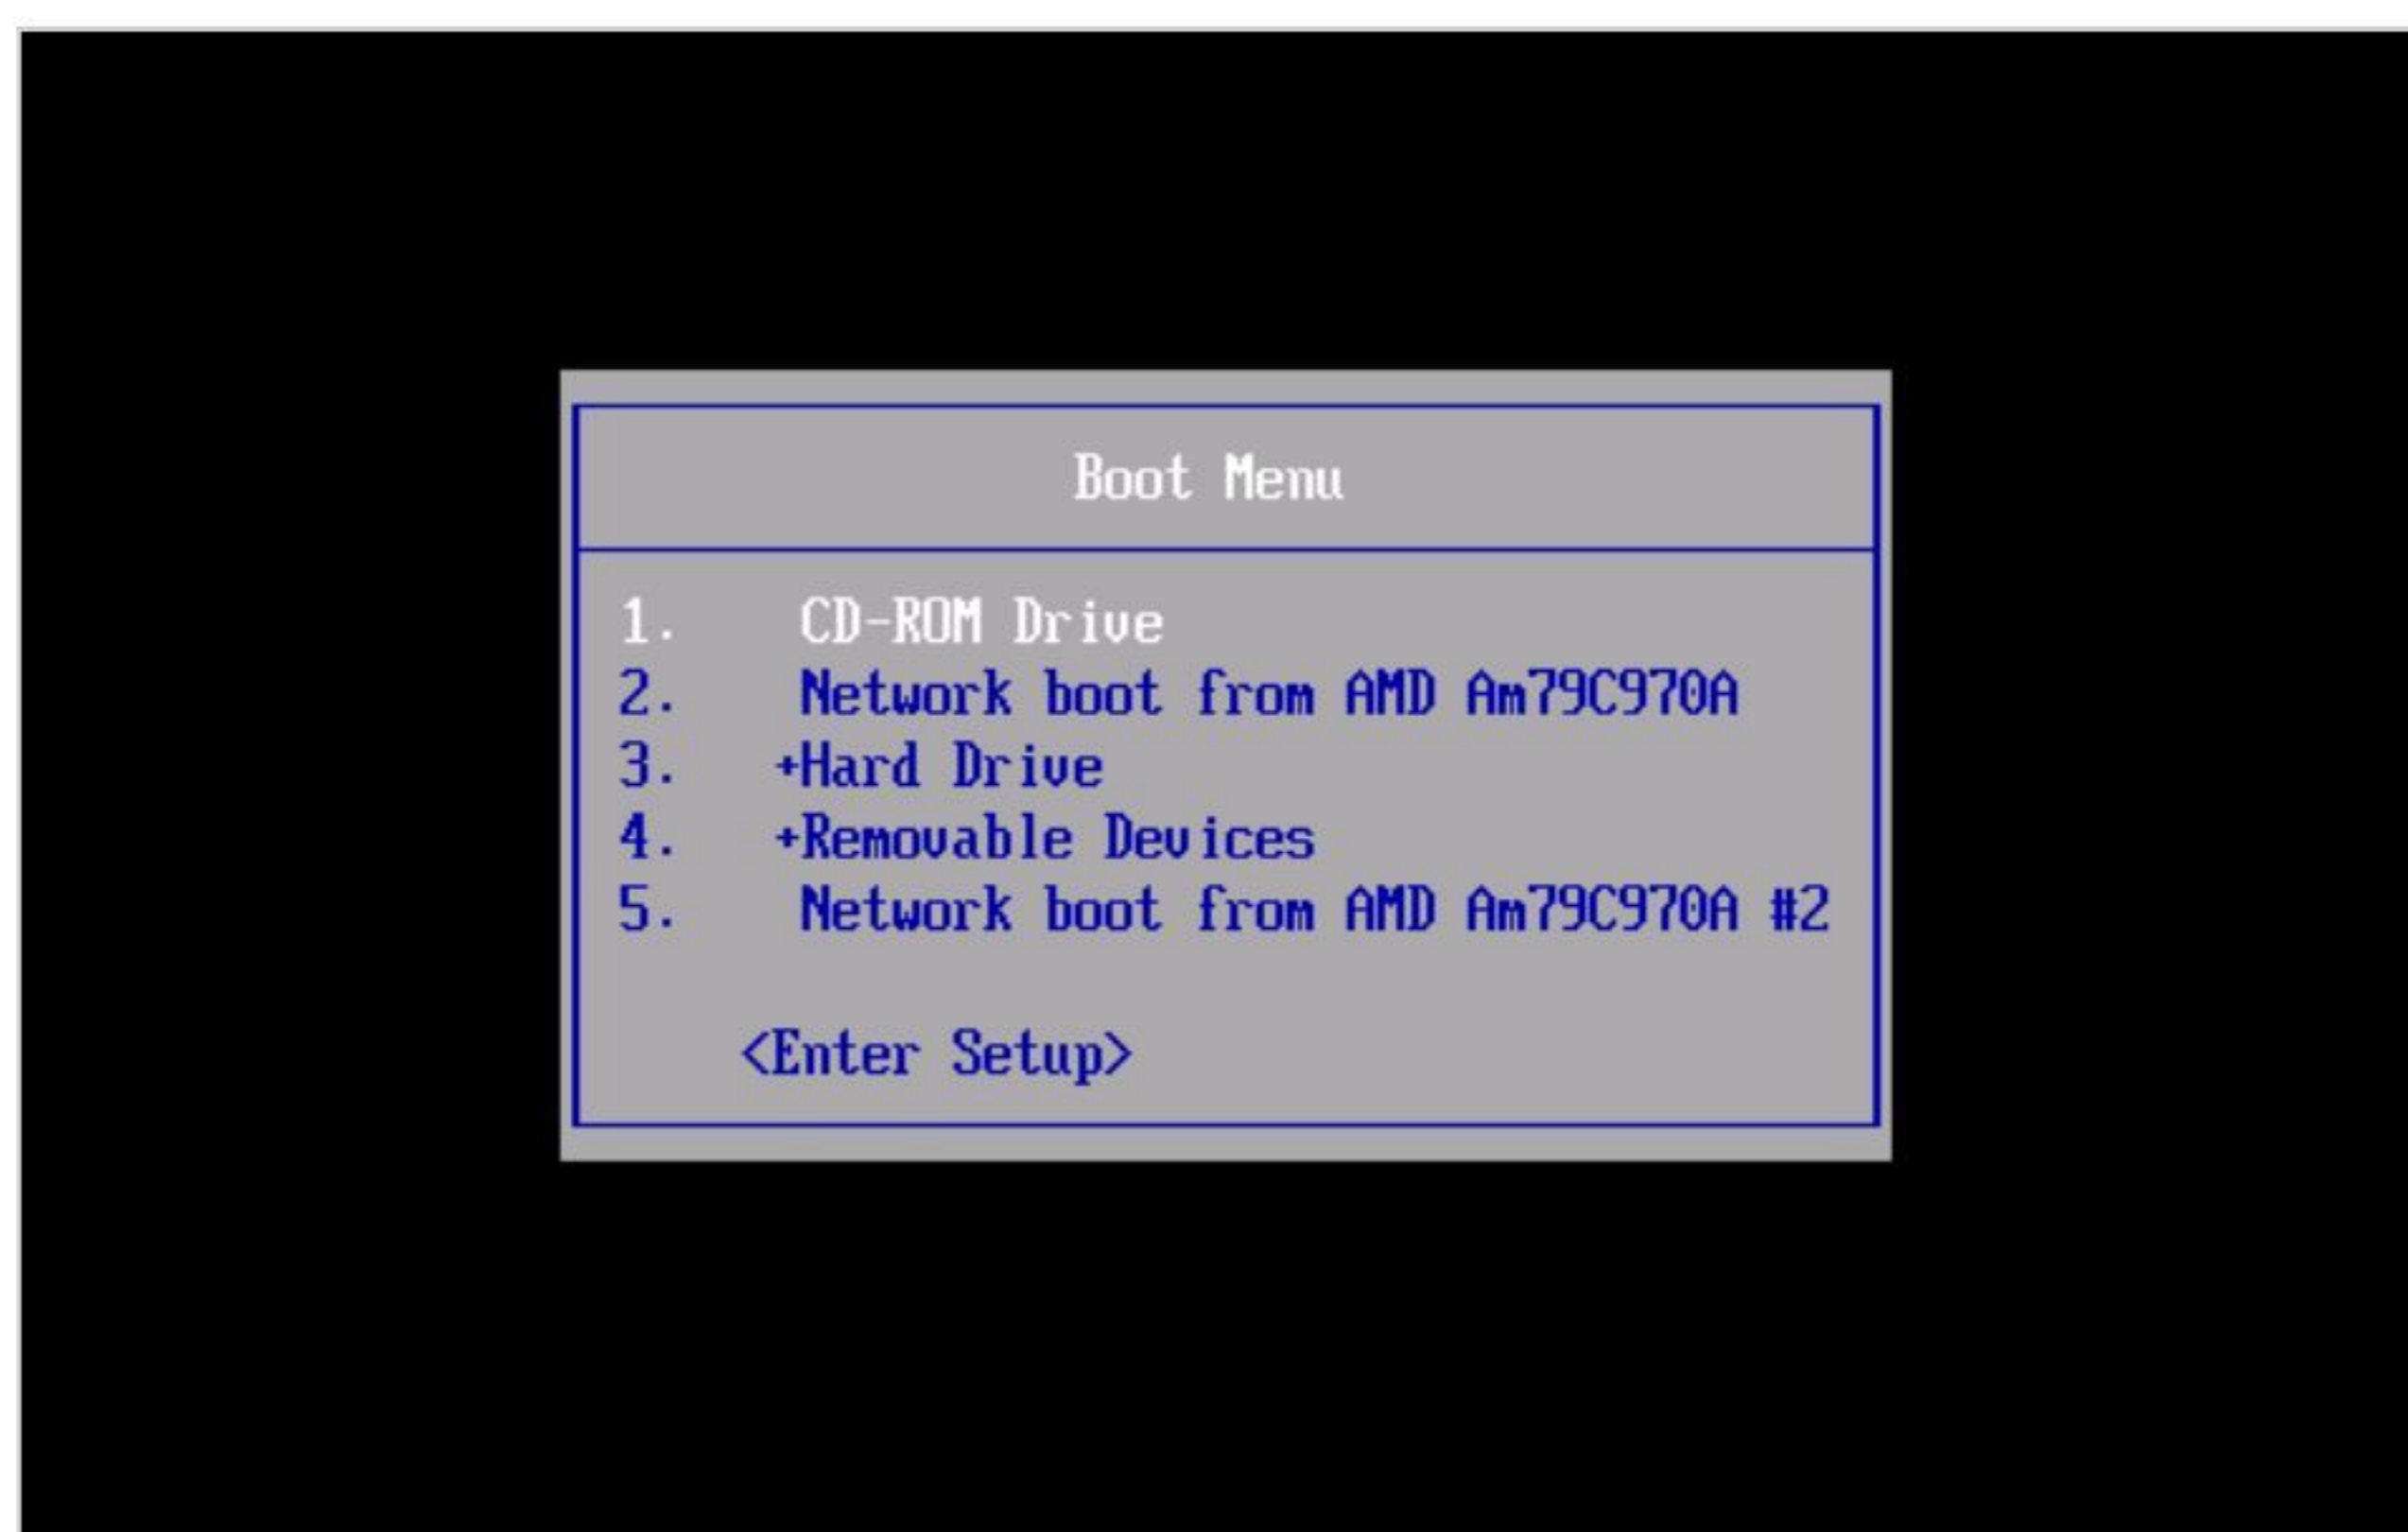 Boot Menu
1. CD-ROM Drive
2. Network boot from AMD Am79C970A
3. +Hard Drive
4. +Removable Devices
5. Network boot from AMD Am79C970A #2
<Enter Setup>